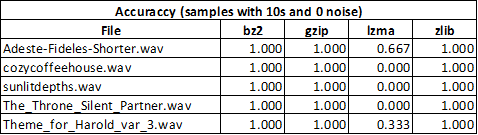 Accuraccy (samples with 10s and 0 noise)
File bz2 gzip lzma zlib
Adeste-Fideles-Shorter.wav 1.000 1.000 0.667 1.000
cozycoffeehouse.wav 1.000 1.000 0.000 1.000
sunlitdepths.wav 1.000 1.000 0.000 1.000
The_Throne_Silent_Partner.wav 1.000 1.000 0.000 1.000
Theme_for_Harold_var_3.wav 1.000 1.000 0.333 1.000